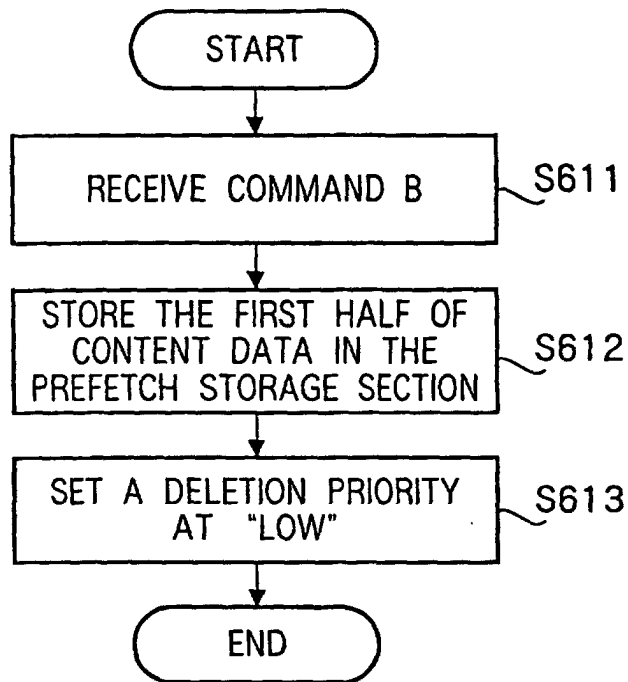 START
RECEIVE COMMAND B
S611
STORE THE FIRST HALF OF
CONTENT DATA IN THE
PREFETCH STORAGE SECTION
S612
SET A DELETION PRIORITY
AT "LOW"
S613
END